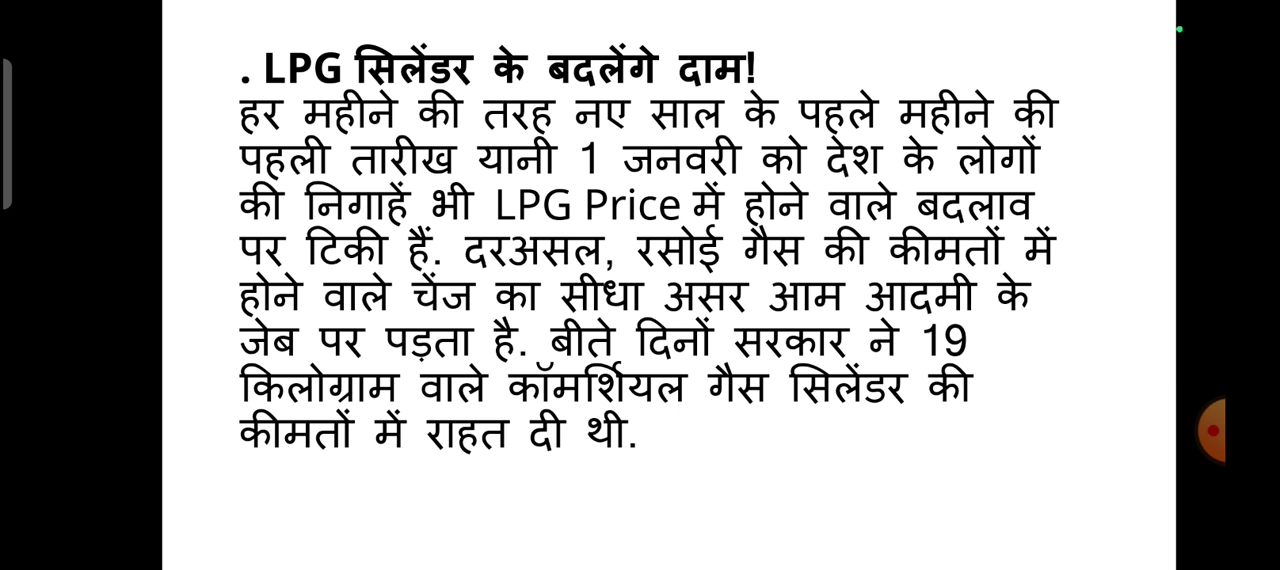 . LPG सिलेंडर के बदलेंगे दाम!
हर महीने की तरह नए साल के पहले महीने की
पहली तारीख यानी 1 जनवरी को देश के लोगों
की निगाहें भी LPG Price में होने वाले बदलाव
पर टिकी हैं. दरअसल, रसोई गैस की कीमतों में
होने वाले चेंज का सीधा असर आम आदमी के
जेब पर पड़ता है. बीते दिनों सरकार ने 19
किलोग्राम वाले कॉमर्शियल गैस सिलेंडर की
कीमतों में राहत दी थी.